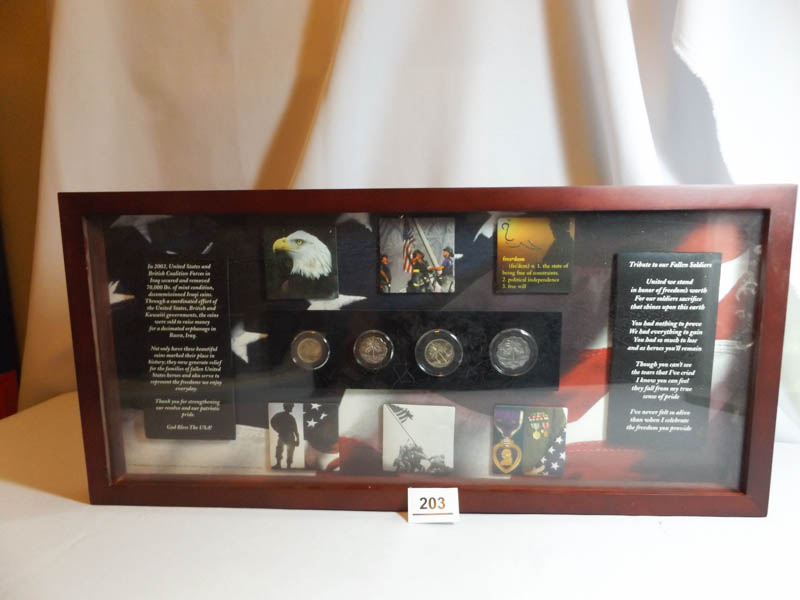 In 2003, United States and
British Coalition Forces in
Iraq secured and removed
70,000 lbs. of mint condition,
decommissioned Iraqi coins.
Through a coordinated effort of
the United States, British and
Kuwaiti governments, the coins
were sold to raise money
for a decimated orphanage in
Basra, Iraq.
Not only have these beautiful
coins marked their place in
history; they now generate relief
for the families of fallen United
States heroes and also serve to
represent the freedoms we enjoy
everyday.
Thank you for strengthening
our resolve and our patriotic
pride.
God Bless The USA!
freedom
(fre'dom) n. 1. the state of
being free of constraints.
2. political independence
3. free will
Tribute to our Fallen Soldiers
United we stand
in honor of freedom's worth
For our soldiers sacrifice
that shines upon this earth
You had nothing to prove
We had everything to gain
You had so much to lose
and as heroes you'll remain
Though you can't see
the tears that I've cried
I know you can feel
they fall from my true
sense of pride
I've never felt so alive
than when I celebrate
the freedom you provide
203